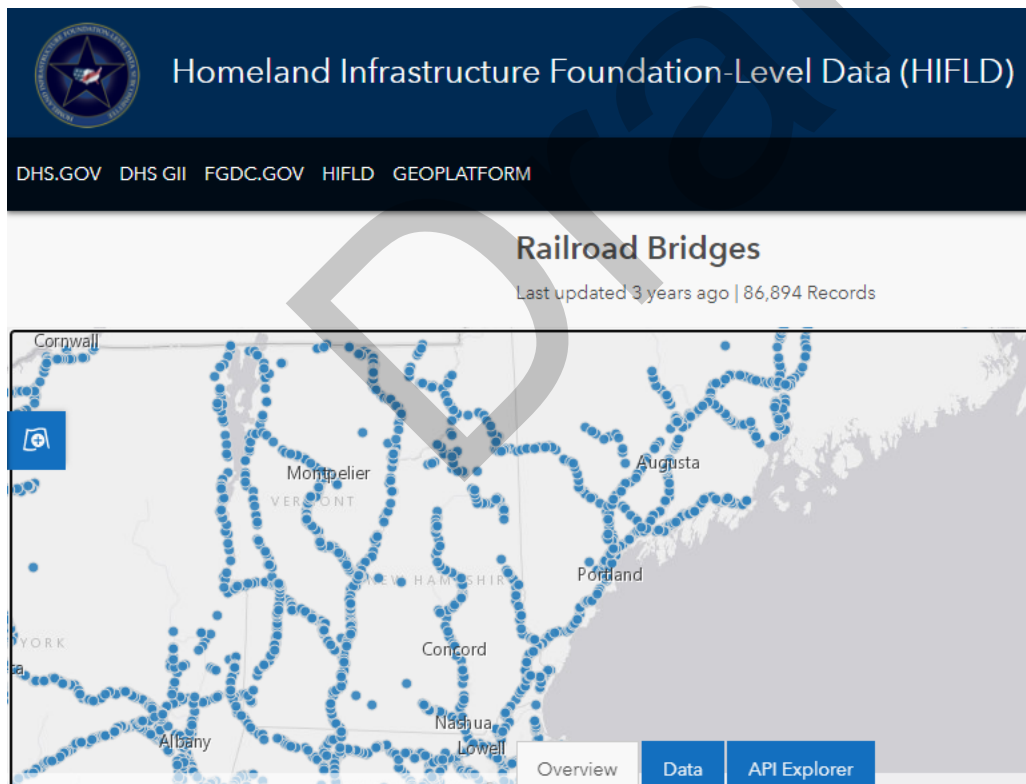 Homeland Infrastructure Foundation-Level Data (HIFLD)
DHS.GOV DHS GII FGDC.GOV HIFLD GEOPLATFORM
Railroad Bridges
Last updated 3 years ago | 86,894 Records
Cornwall
Montpelier
VERMONT
Augusta
Portland
NEW HAMPSHIR
YORK
Concord
Nashua
Albany
Lowell
Overview Data API Explorer
Dra